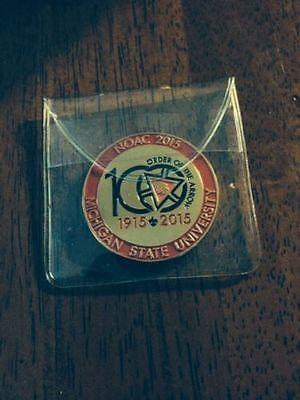 NOAC 2015
ORDER OF THE ARROW
100
1915 2015
MICHIGAN STATE UNIVERSITY